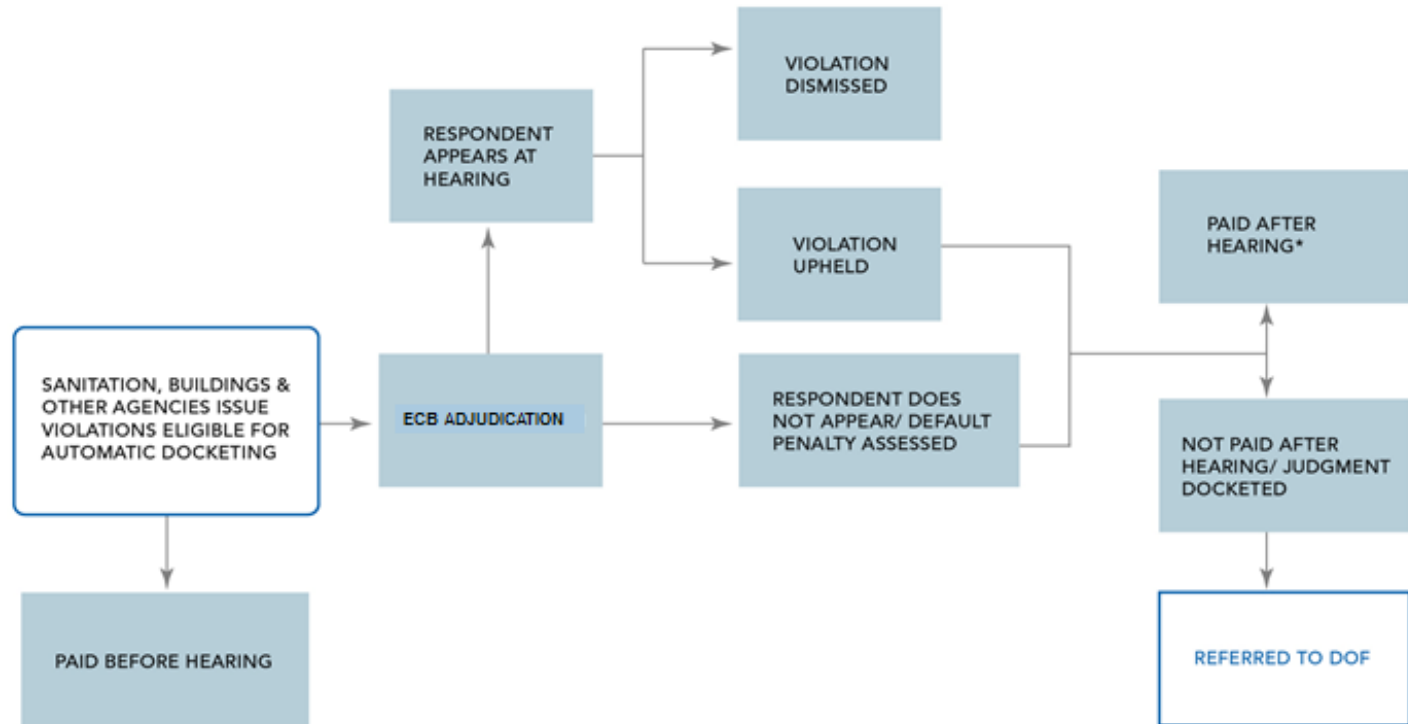 VIOLATION
DISMISSED
RESPONDENT
APPEARS AT
HEARING
VIOLATION
UPHELD
PAID AFTER
HEARING*
SANITATION, BUILDINGS &
OTHER AGENCIES ISSUE
VIOLATIONS ELIGIBLE FOR
AUTOMATIC DOCKETING
ECB ADJUDICATION
RESPONDENT DOES
NOT APPEAR/ DEFAULT
PENALTY ASSESSED
NOT PAID AFTER
HEARING/ JUDGMENT
DOCKETED
PAID BEFORE HEARING
REFERRED TO DOF